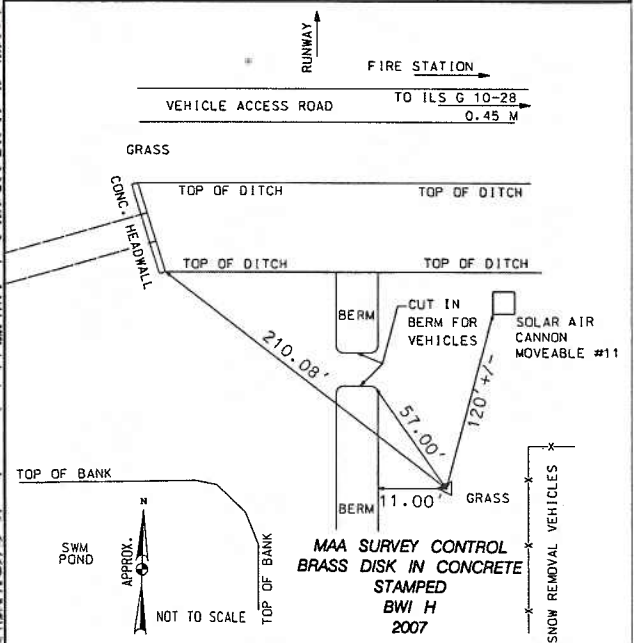 RUNWAY
FIRE STATION
VEHICLE ACCESS ROAD
TO ILS G 10-28
0.45 M
GRASS
TOP OF DITCH
TOP OF DITCH
CONC. HEADWALL
TOP OF DITCH
TOP OF DITCH
BERM
CUT IN
BERM FOR
VEHICLES
SOLAR AIR
CANNON
MOVEABLE #11
210.08'
57.00'
120'+/-
TOP OF BANK
11.00'
GRASS
BERM
N
APPROX.
SWM
POND
NOT TO SCALE
TOP OF BANK
MAA SURVEY CONTROL
BRASS DISK IN CONCRETE
STAMPED
BWI H
2007
SNOW REMOVAL VEHICLES